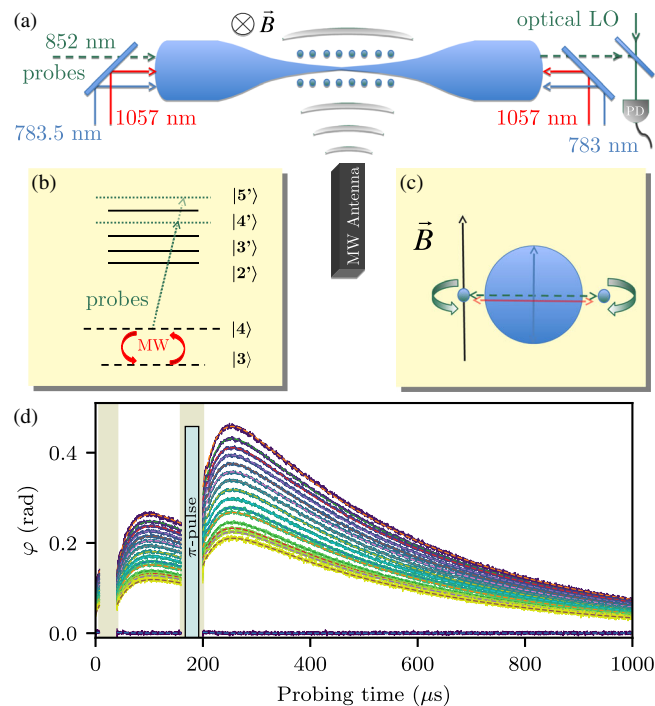 (a)
⊗ B⃗
optical LO
852 nm
probes
PD
1057 nm
1057 nm
783.5 nm
783 nm
MW Antenna
(b)
|5'⟩
|4'⟩
|3'⟩
|2'⟩
probes
|4⟩
MW
|3⟩
(c)
B⃗
(d)
φ (rad)
0.4
0.2
0.0
π-pulse
0
200
400
600
800
1000
Probing time (μs)